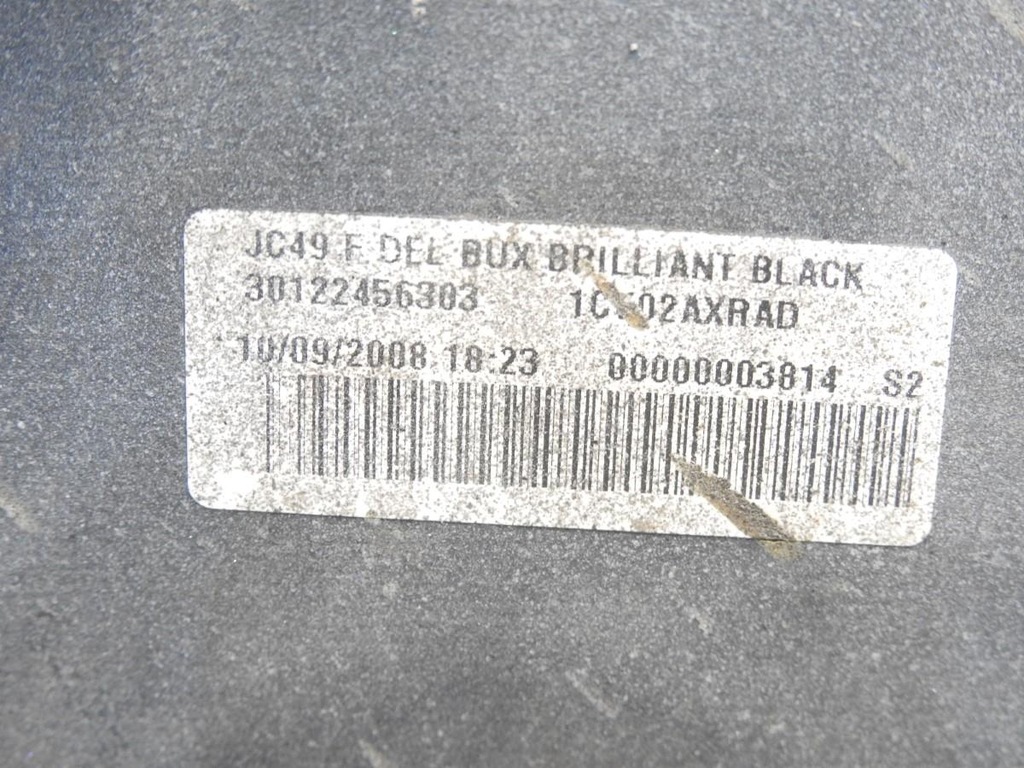 JC49 F DEL BUX BRILLIANT BLACK
30122456303
10/09/2008 18:23 00000003814 S2